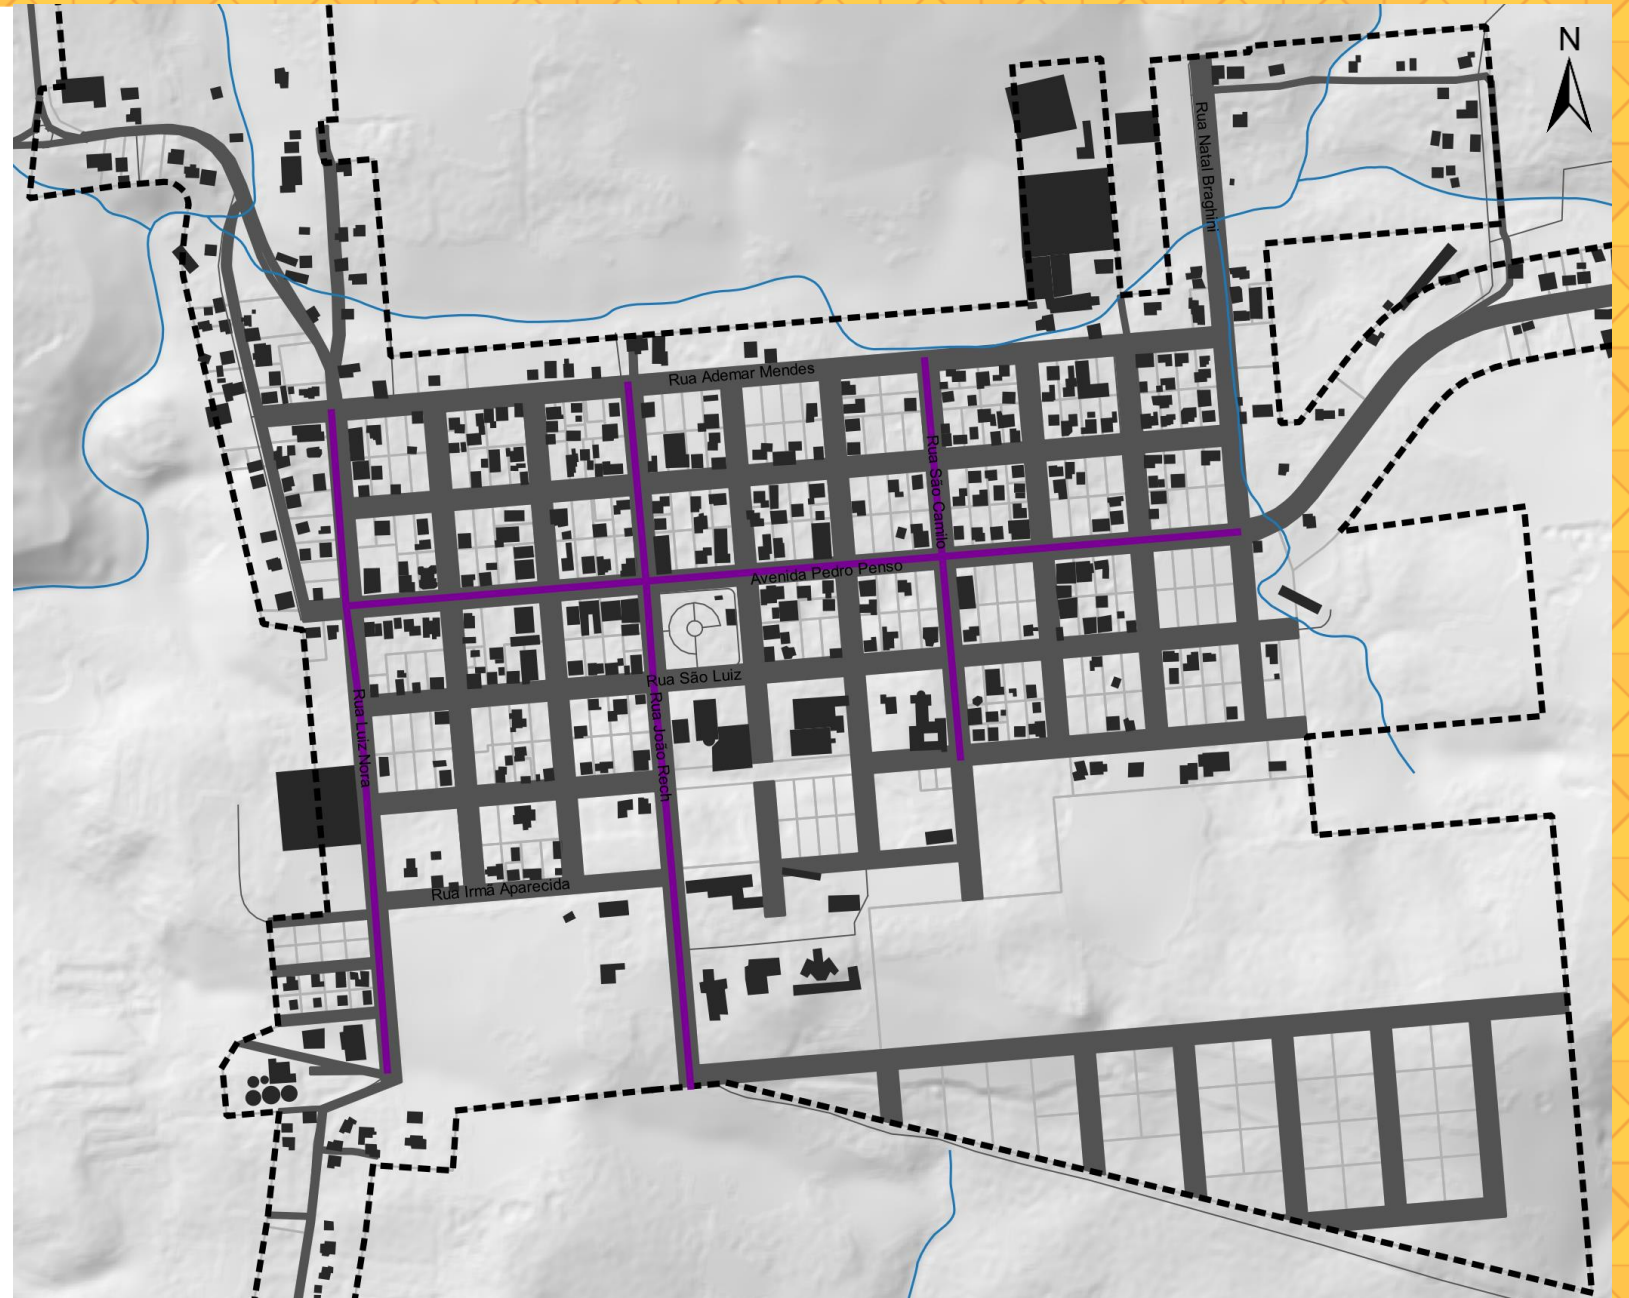 N
Rua Natal Braghini
Rua Ademar Mendes
Rua São Camilo
Avenida Pedro Penso
Rua São Luiz
Rua Luiz Nora
Rua João Rech
Rua Irmã Aparecida